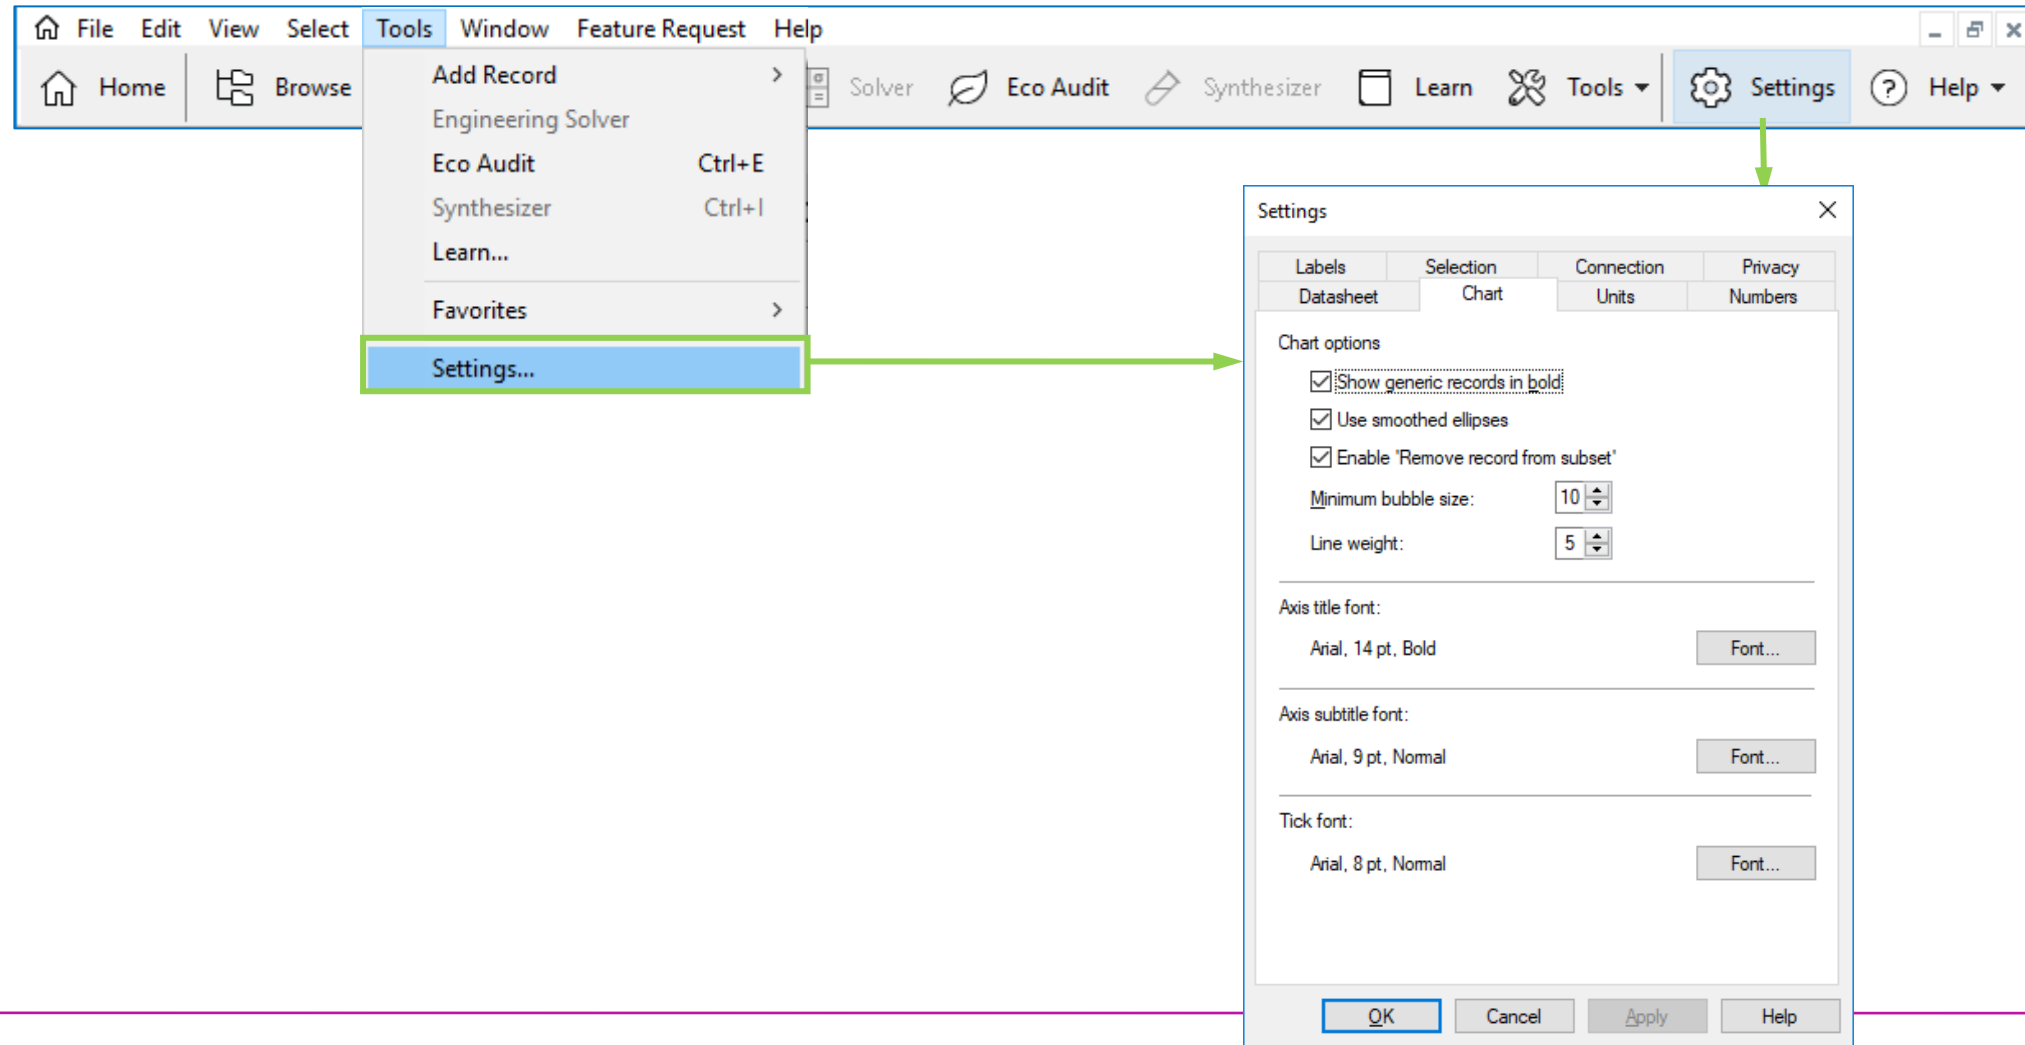 File Edit View Select Tools Window Feature Request Help
Home Browse Solver Eco Audit Synthesizer Learn Tools Settings Help
Add Record
Engineering Solver
Eco Audit Ctrl+E
Synthesizer Ctrl+I
Learn...
Favorites
Settings...
Settings
Labels Selection Connection Privacy
Datasheet Chart Units Numbers
Chart options
Show generic records in bold
Use smoothed ellipses
Enable "Remove record from subset"
Minimum bubble size: 10
Line weight: 5
Axis title font:
Arial, 14 pt, Bold Font...
Axis subtitle font:
Arial, 9 pt, Normal Font...
Tick font:
Arial, 8 pt, Normal Font...
OK Cancel Apply Help